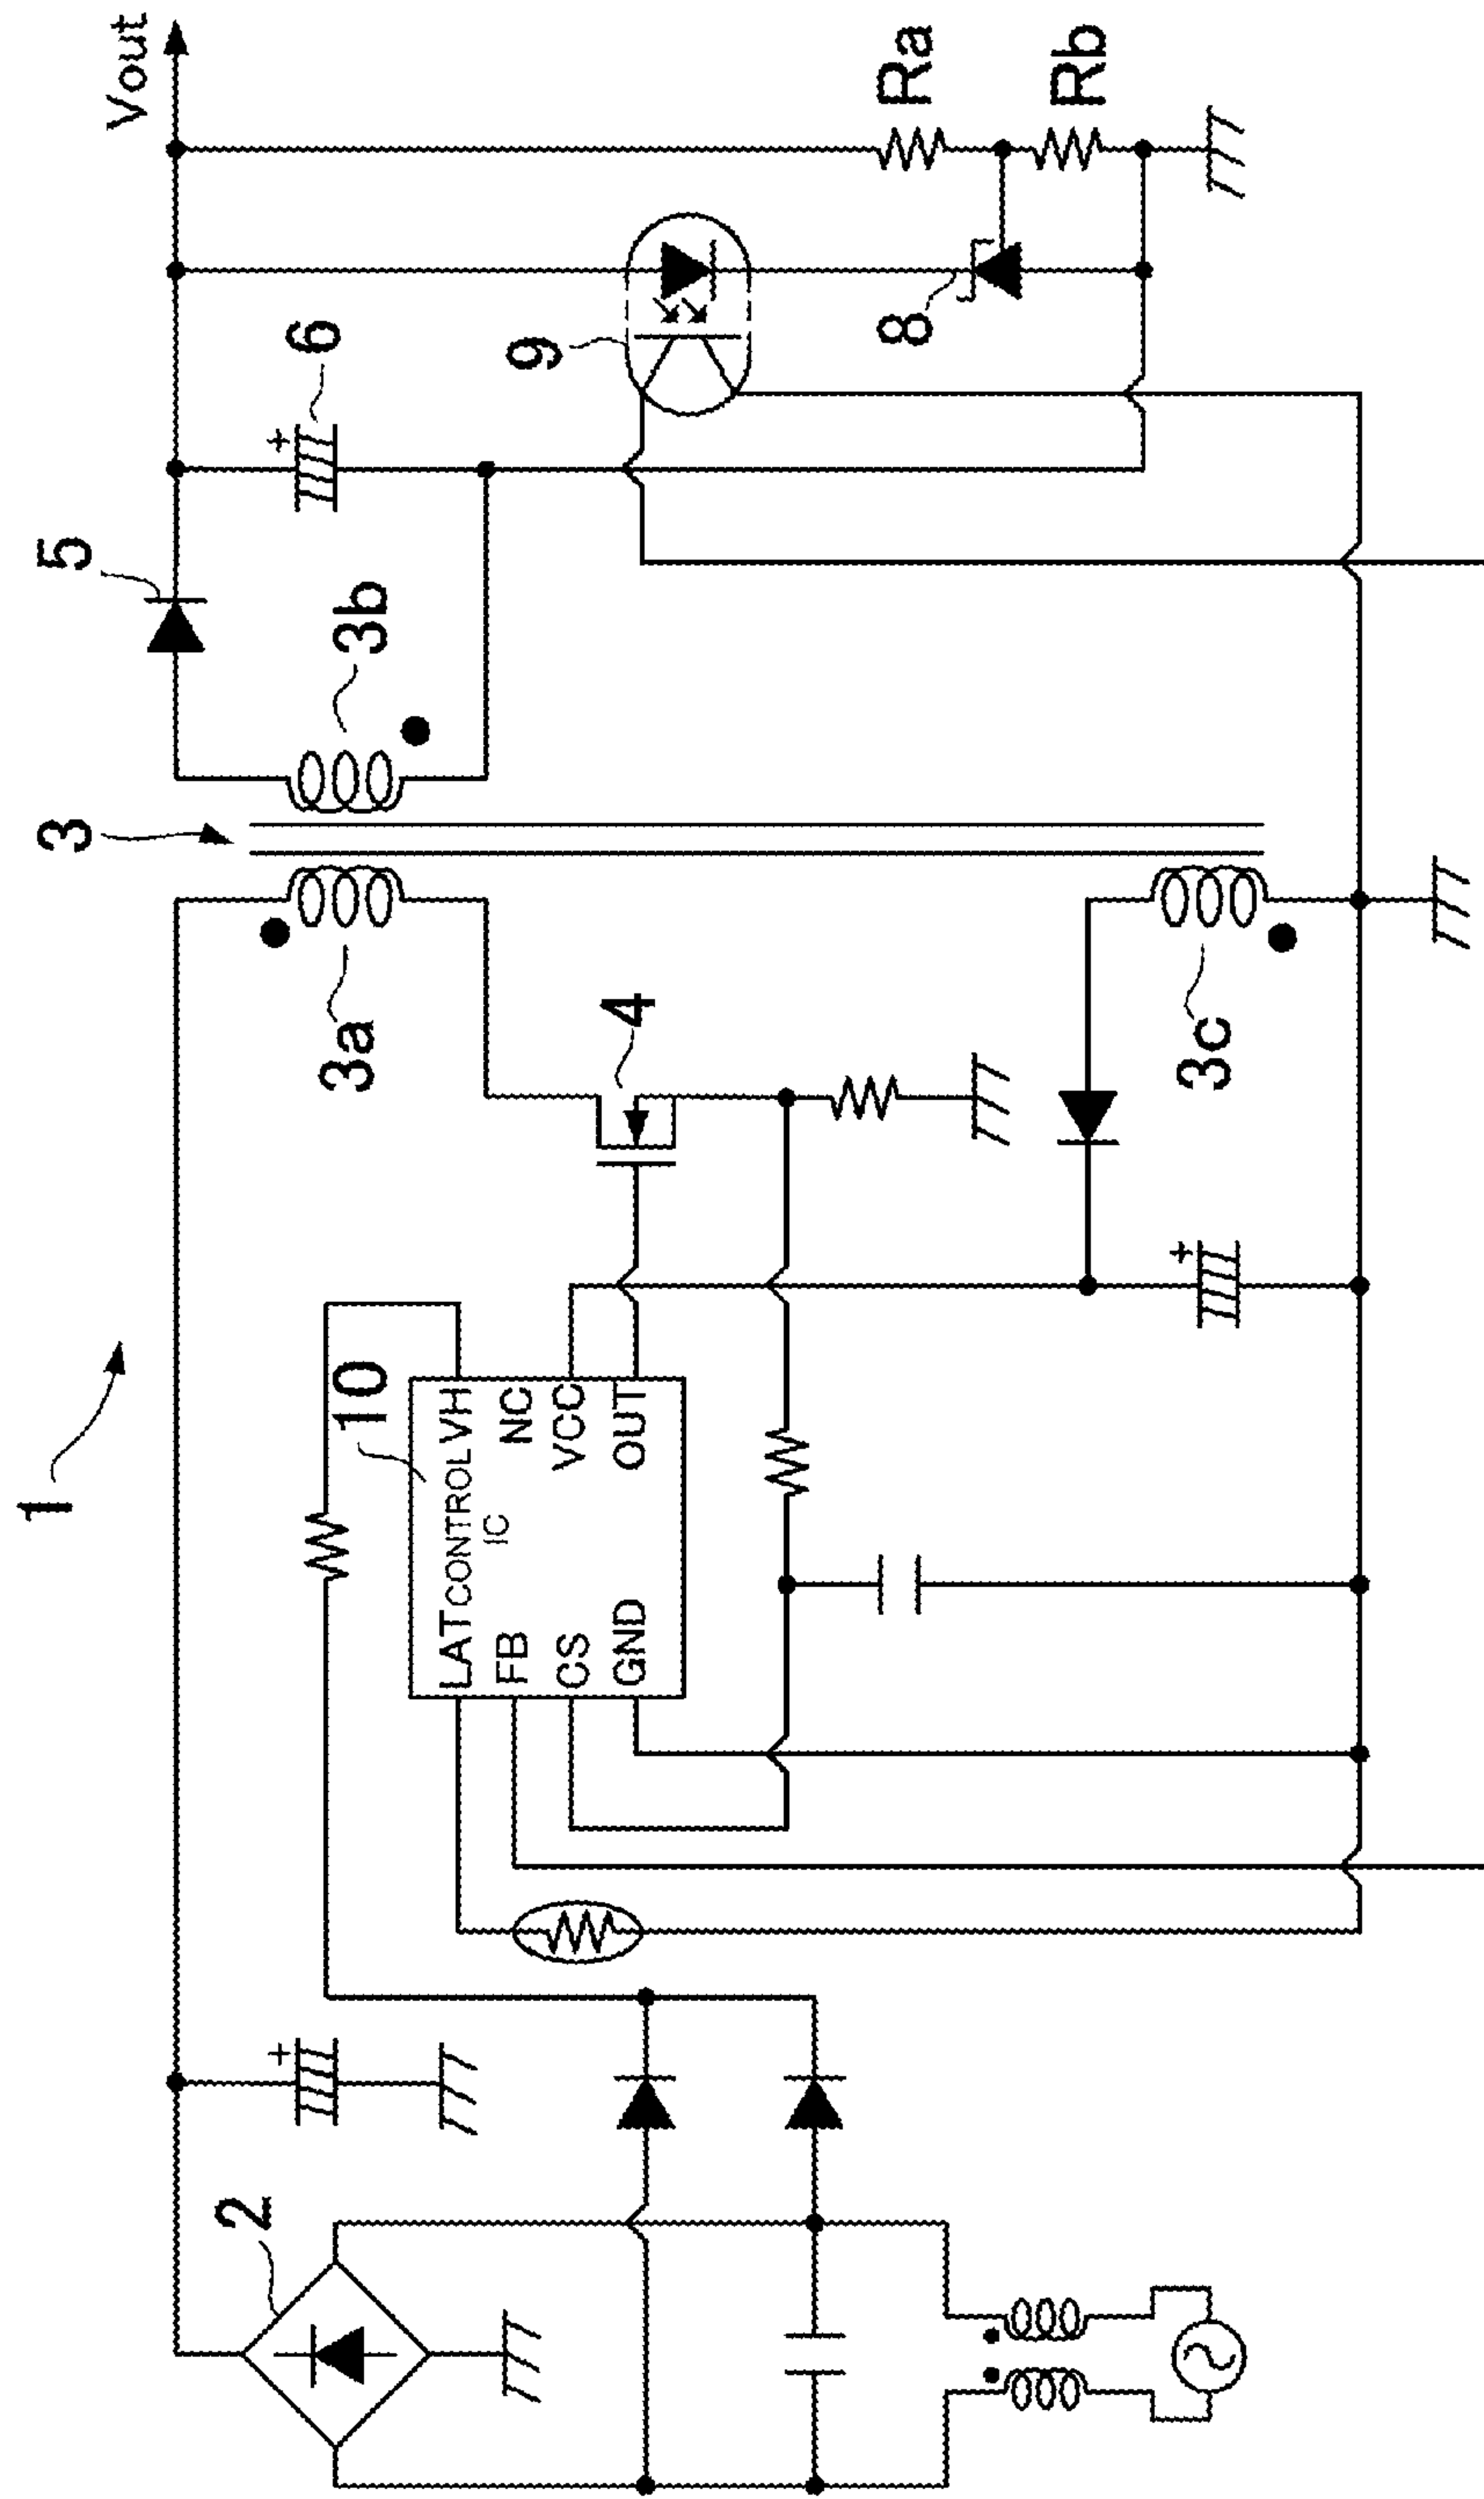 1
Vout
3
5
2
6
10
3a
3b
9
Ra
LAT
CONTROL
IC
VH
FB
NC
CS
VCC
GND
OUT
4
8
Rb
3c